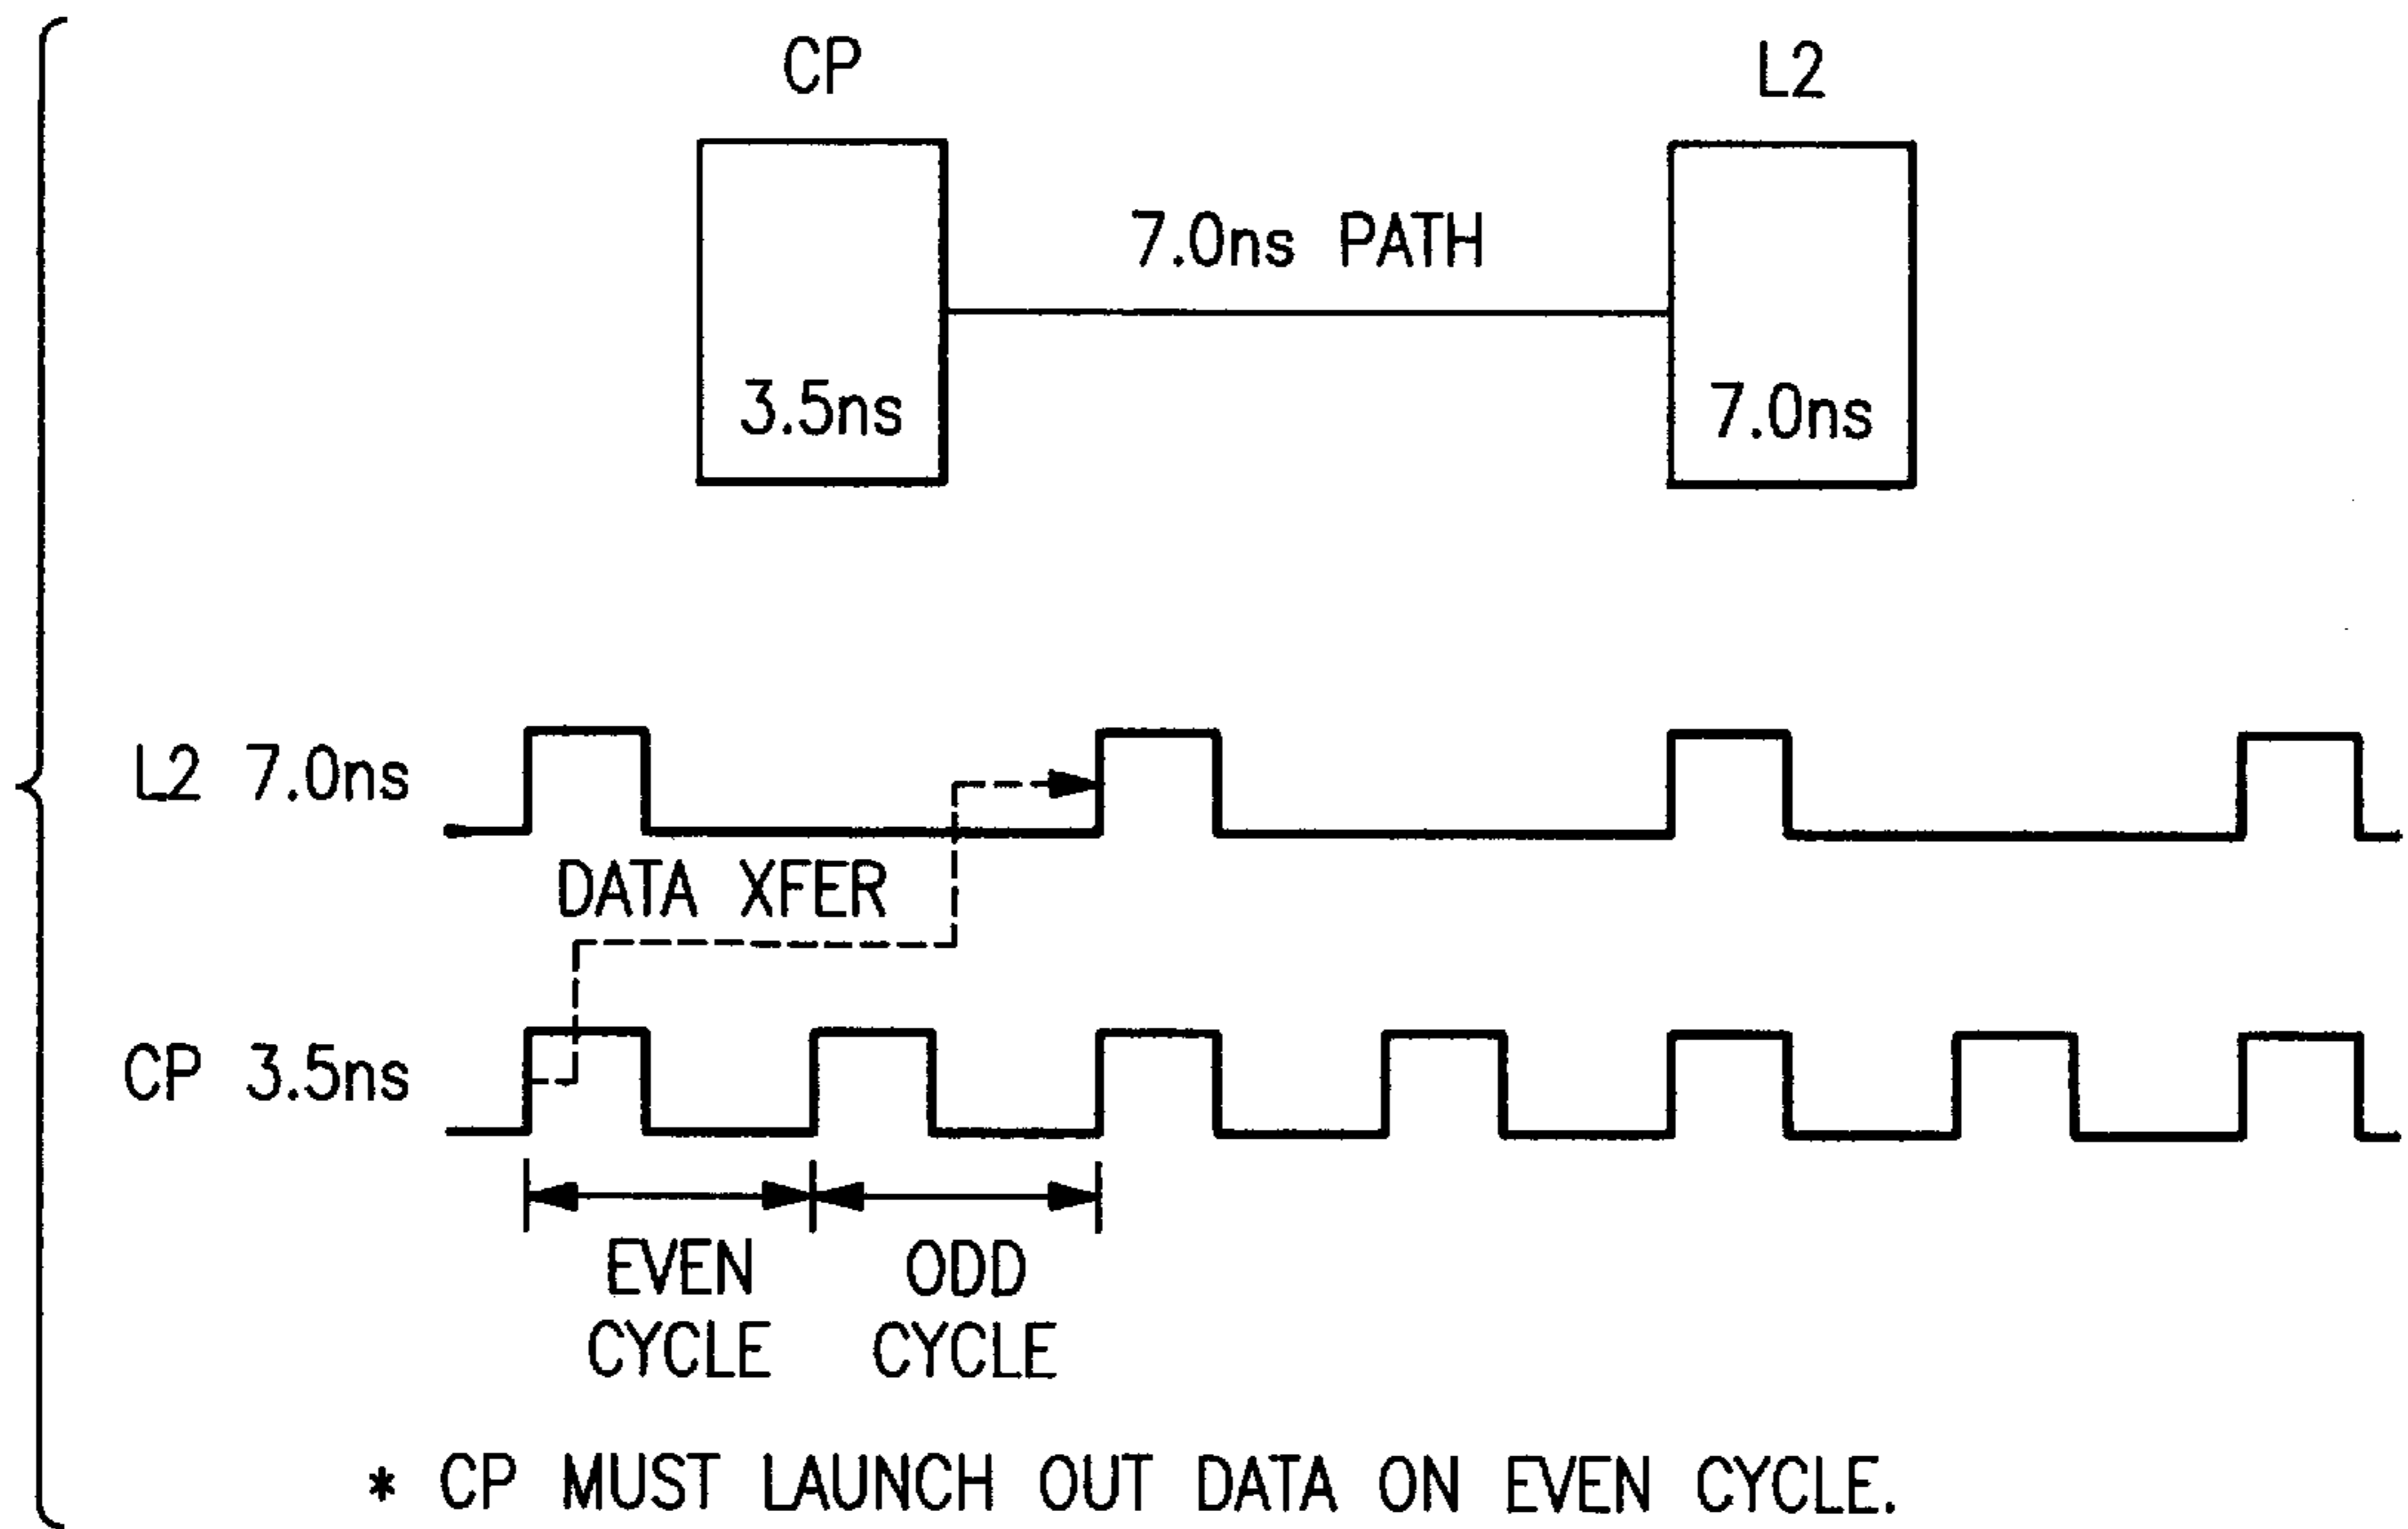 CP
L2
7.0ns PATH
3.5ns
7.0ns
L2 7.0ns
DATA XFER
CP 3.5ns
EVEN
CYCLE
ODD
CYCLE
* CP MUST LAUNCH OUT DATA ON EVEN CYCLE.